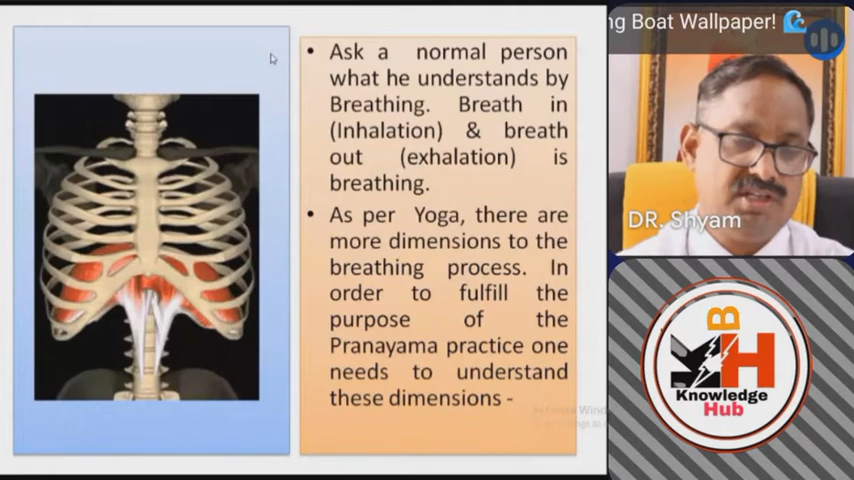 • Ask a normal person
what he understands by
Breathing. Breath in
(Inhalation) & breath
out (exhalation) is
breathing.
• As per Yoga, there are
more dimensions to the
breathing process. In
order to fulfill the
purpose of the
Pranayama practice one
needs to understand
these dimensions -
ng Boat Wallpaper! 🌊
DR. Shyam
B
KH
Knowledge
Hub